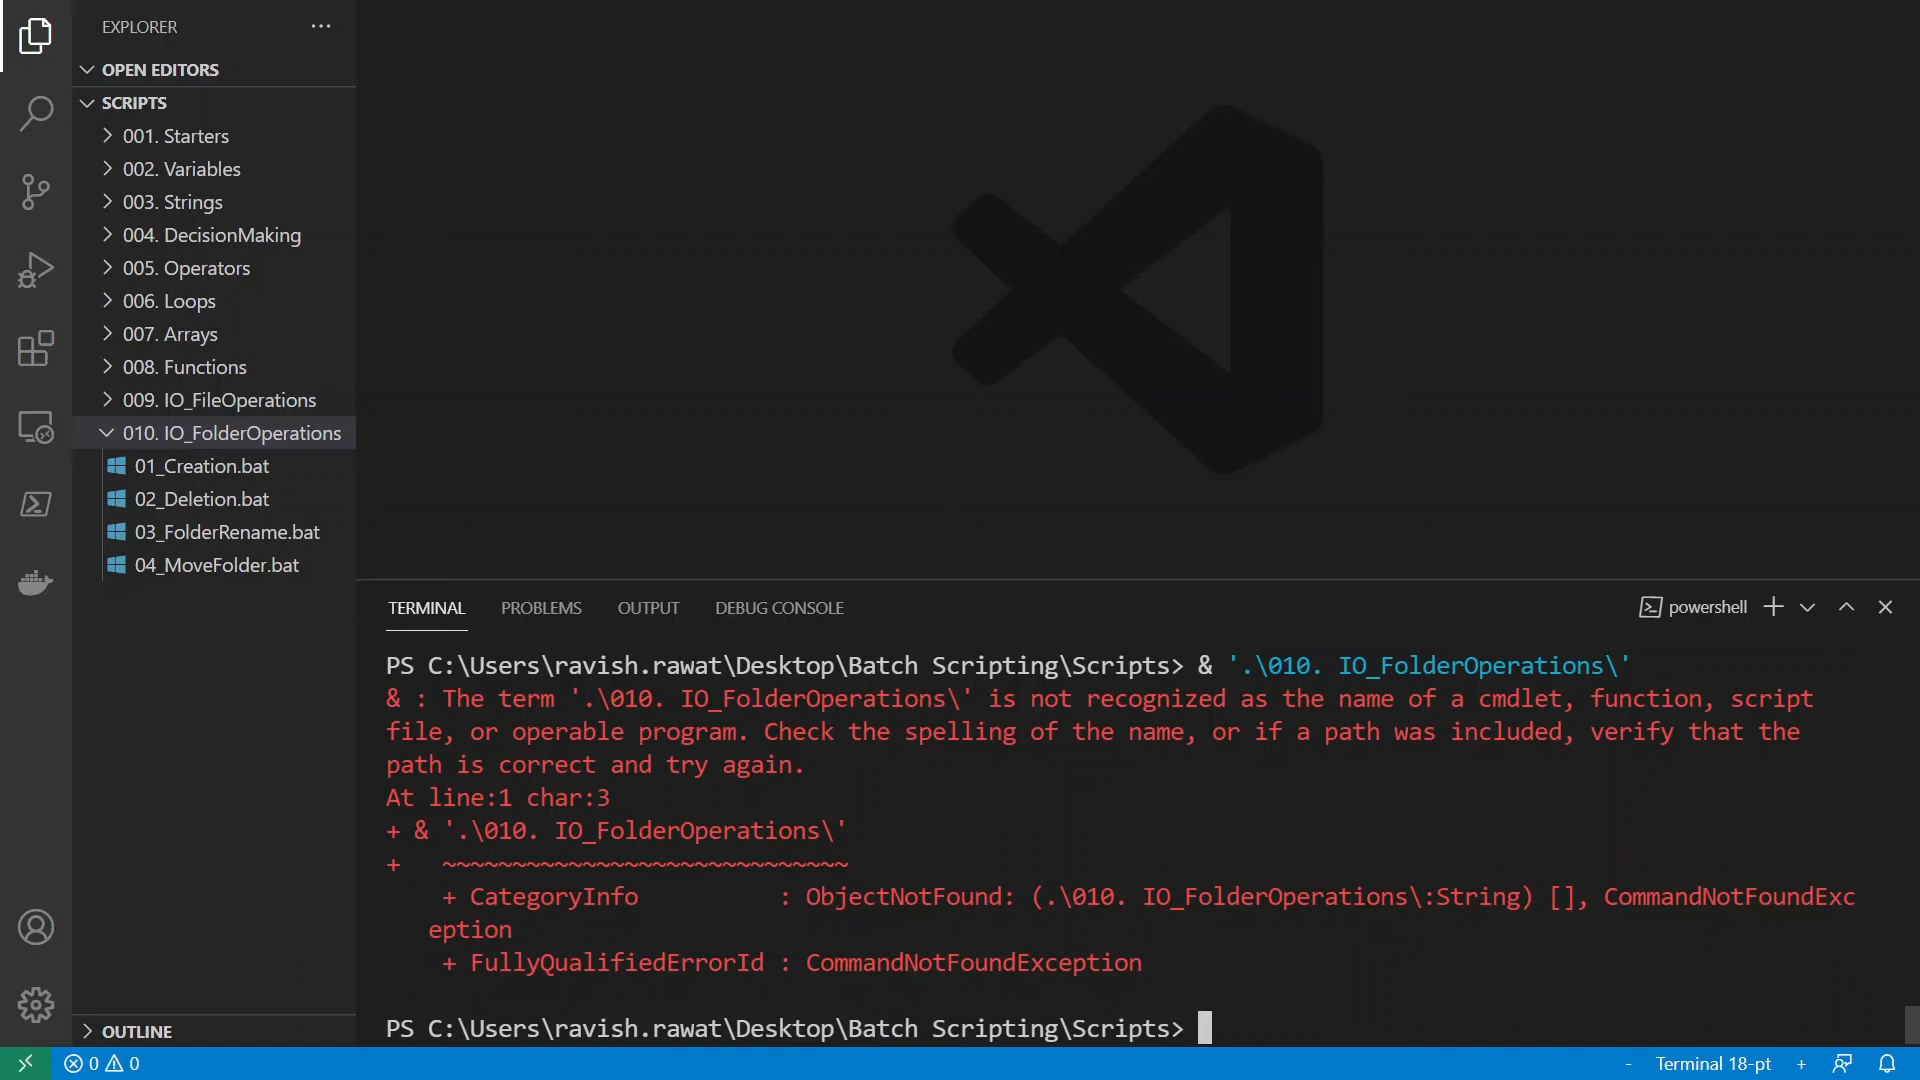 EXPLORER
OPEN EDITORS
SCRIPTS
001. Starters
002. Variables
003. Strings
004. DecisionMaking
005. Operators
006. Loops
007. Arrays
008. Functions
009. IO_FileOperations
010. IO_FolderOperations
01_Creation.bat
02_Deletion.bat
03_FolderRename.bat
04_MoveFolder.bat
OUTLINE
TERMINAL PROBLEMS OUTPUT DEBUG CONSOLE powershell
PS C:\Users\ravish.rawat\Desktop\Batch Scripting\Scripts> & '.\010. IO_FolderOperations\'
& : The term '.\010. IO_FolderOperations\' is not recognized as the name of a cmdlet, function, script
file, or operable program. Check the spelling of the name, or if a path was included, verify that the
path is correct and try again.
At line:1 char:3
+ & '.\010. IO_FolderOperations\'
+   ~~~~~~~~~~~~~~~~~~~~~~~~~~~~~
+ CategoryInfo          : ObjectNotFound: (.\010. IO_FolderOperations\:String) [], CommandNotFoundExc
eption
+ FullyQualifiedErrorId : CommandNotFoundException
PS C:\Users\ravish.rawat\Desktop\Batch Scripting\Scripts>
0 0 - Terminal 18-pt +